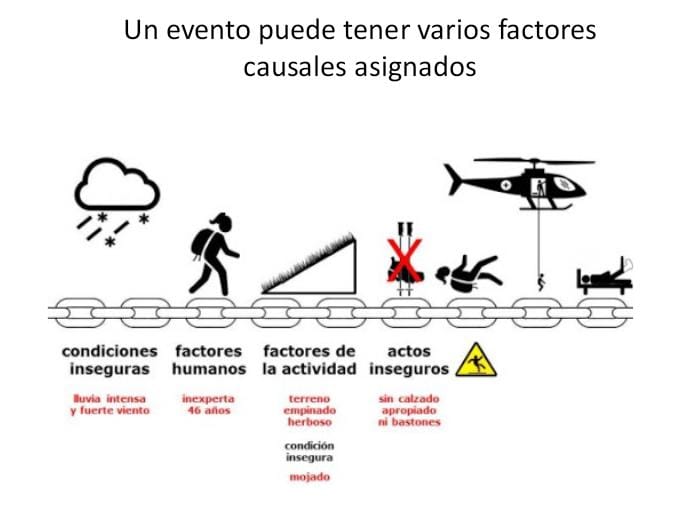 Un evento puede tener varios factores
causales asignados
condiciones
inseguras
lluvia intensa
y fuerte viento
factores
humanos
inexperta
46 años
factores de
la actividad
terreno
empinado
herboso
condición
insegura
mojado
actos
inseguros
sin calzado
apropiado
ni bastones